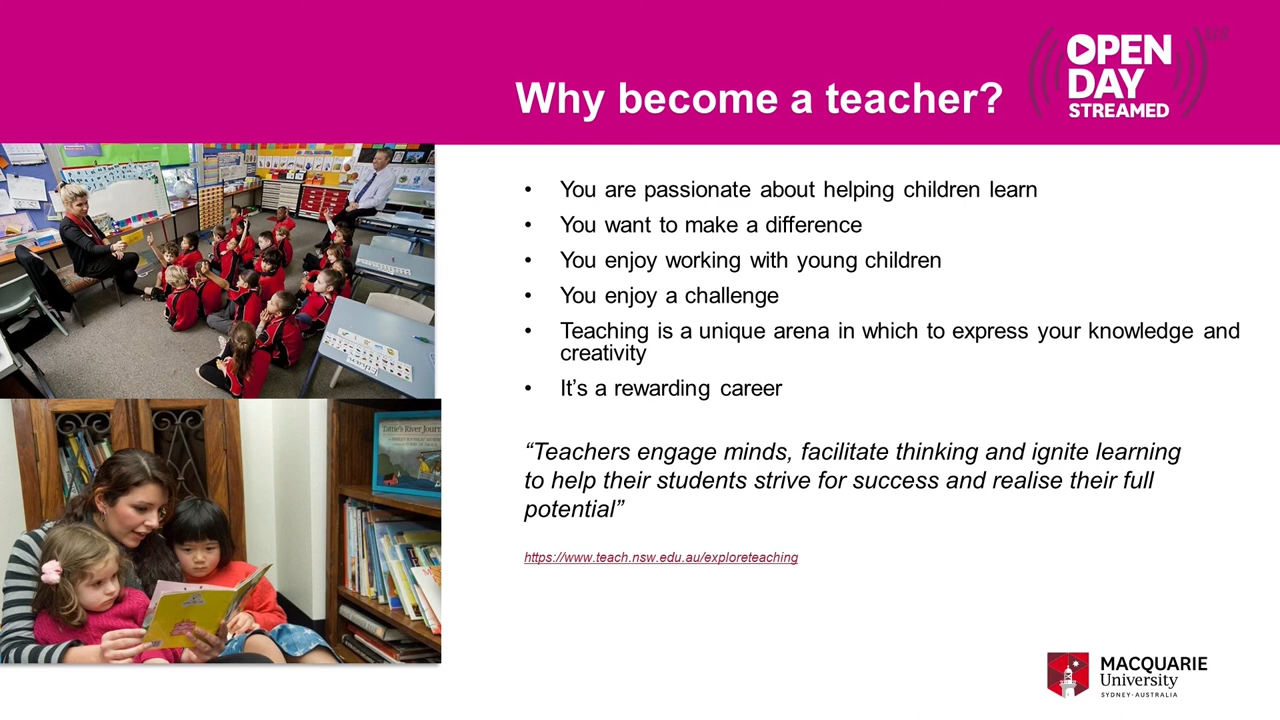 Why become a teacher?
OPEN
DAY
STREAMED
• You are passionate about helping children learn
• You want to make a difference
• You enjoy working with young children
• You enjoy a challenge
• Teaching is a unique arena in which to express your knowledge and
creativity
• It’s a rewarding career
“Teachers engage minds, facilitate thinking and ignite learning
to help their students strive for success and realise their full
potential”
https://www.teach.nsw.edu.au/exploreteaching
Tattie's River Journ
MACQUARIE
University
SYDNEY·AUSTRALIA